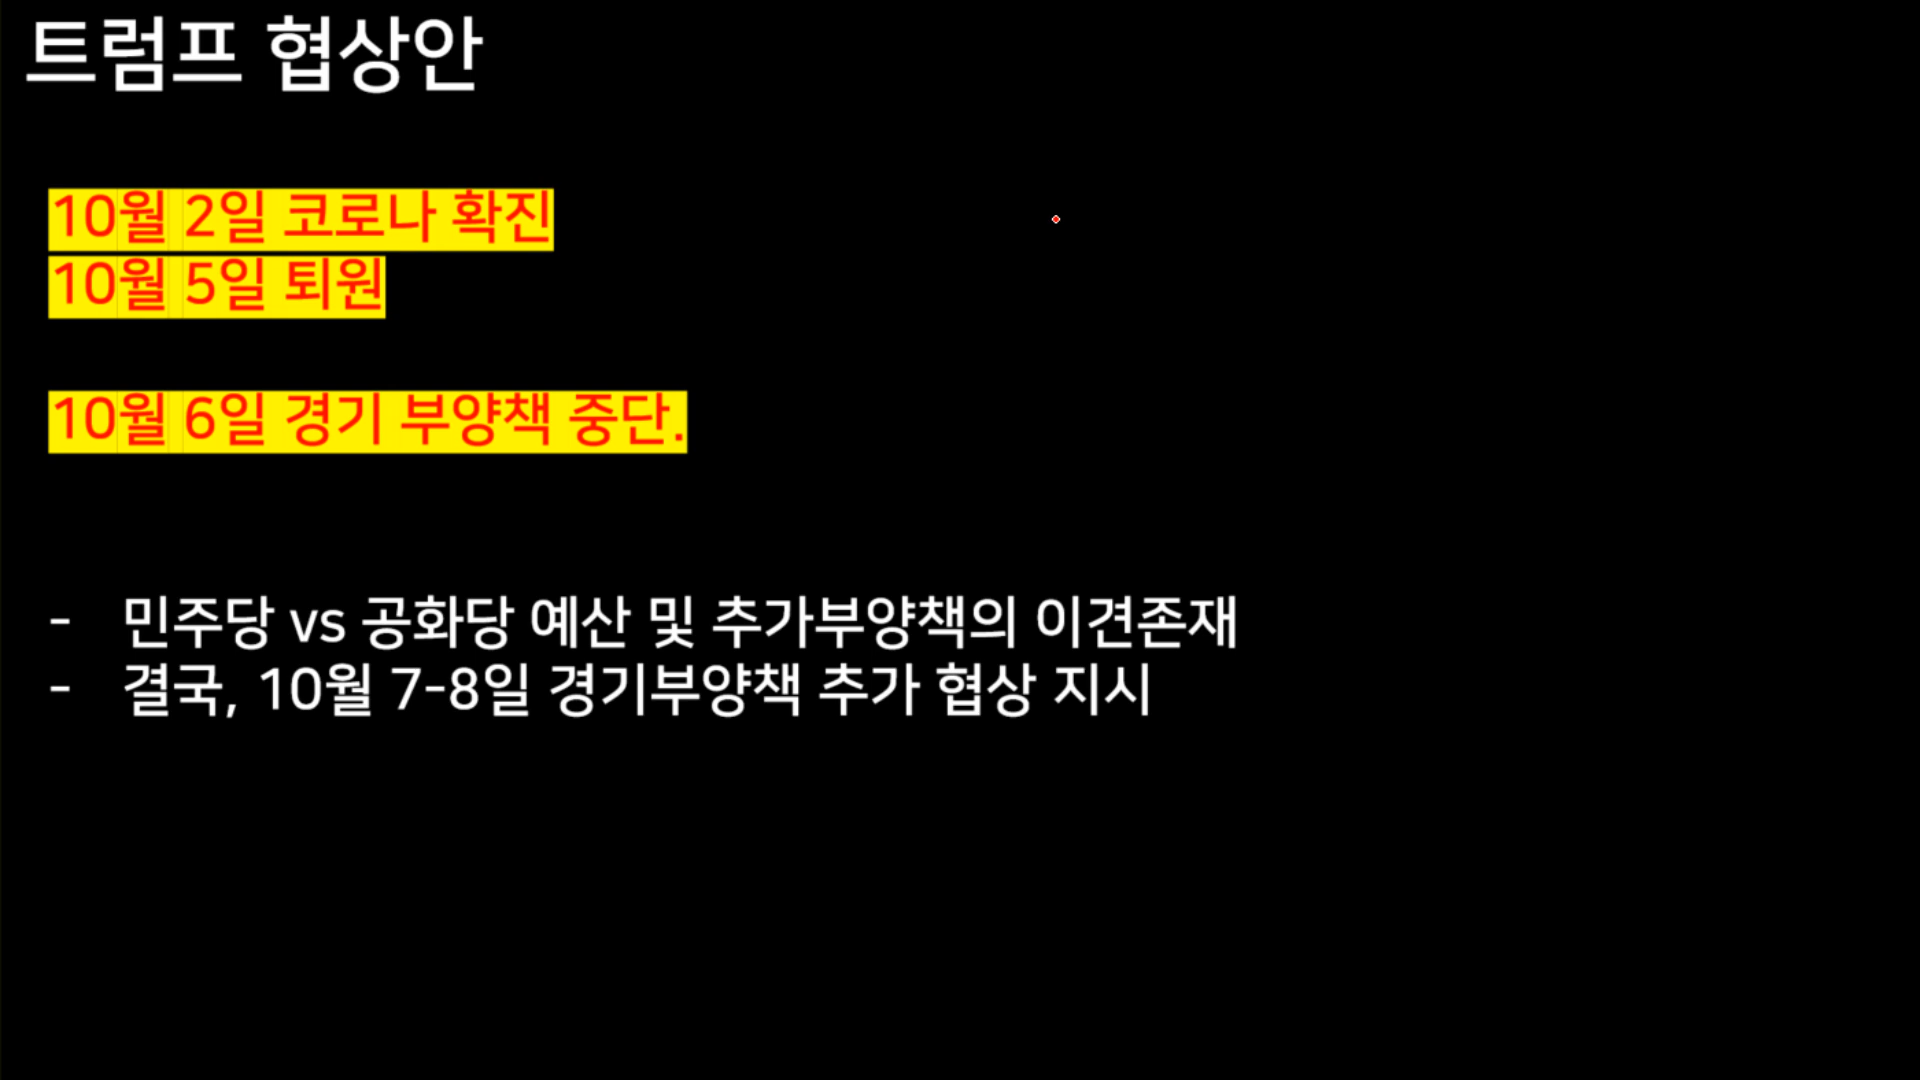 트럼프 협상안
10월 2일 코로나 확진
10월 5일 퇴원
10월 6일 경기 부양책 중단.
- 민주당 vs 공화당 예산 및 추가부양책의 이견존재
- 결국, 10월 7-8일 경기부양책 추가 협상 지시